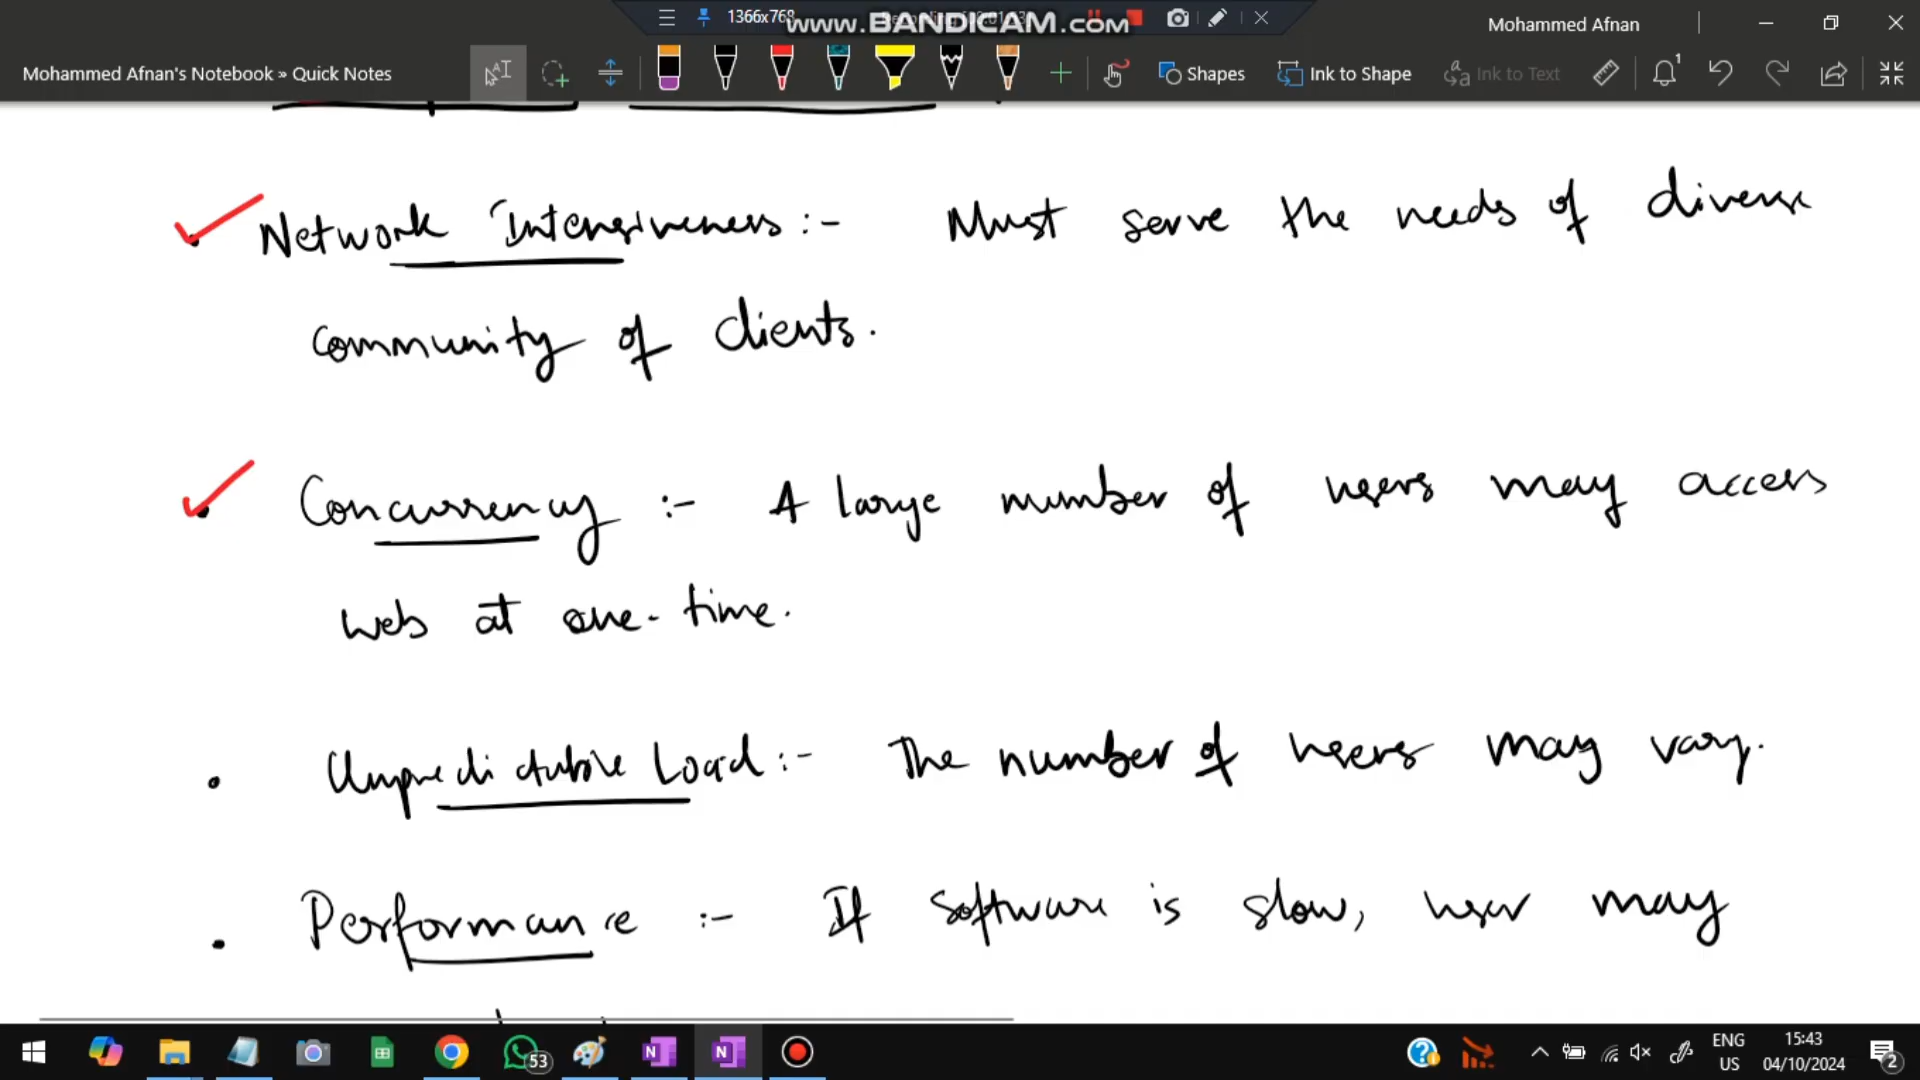 1366x768
www.BANDICAM.com
Mohammed Afnan
Mohammed Afnan's Notebook » Quick Notes
Shapes
Ink to Shape
Ink to Text
1
Network Intensiveness :- Must serve the needs of diverse
community of clients.
Concurrency :- A large number of users may access
web at one-time.
Unpredictable Load :- The number of users may vary.
Performance :- If software is slow, user may
53
ENG
US
15:43
04/10/2024
2